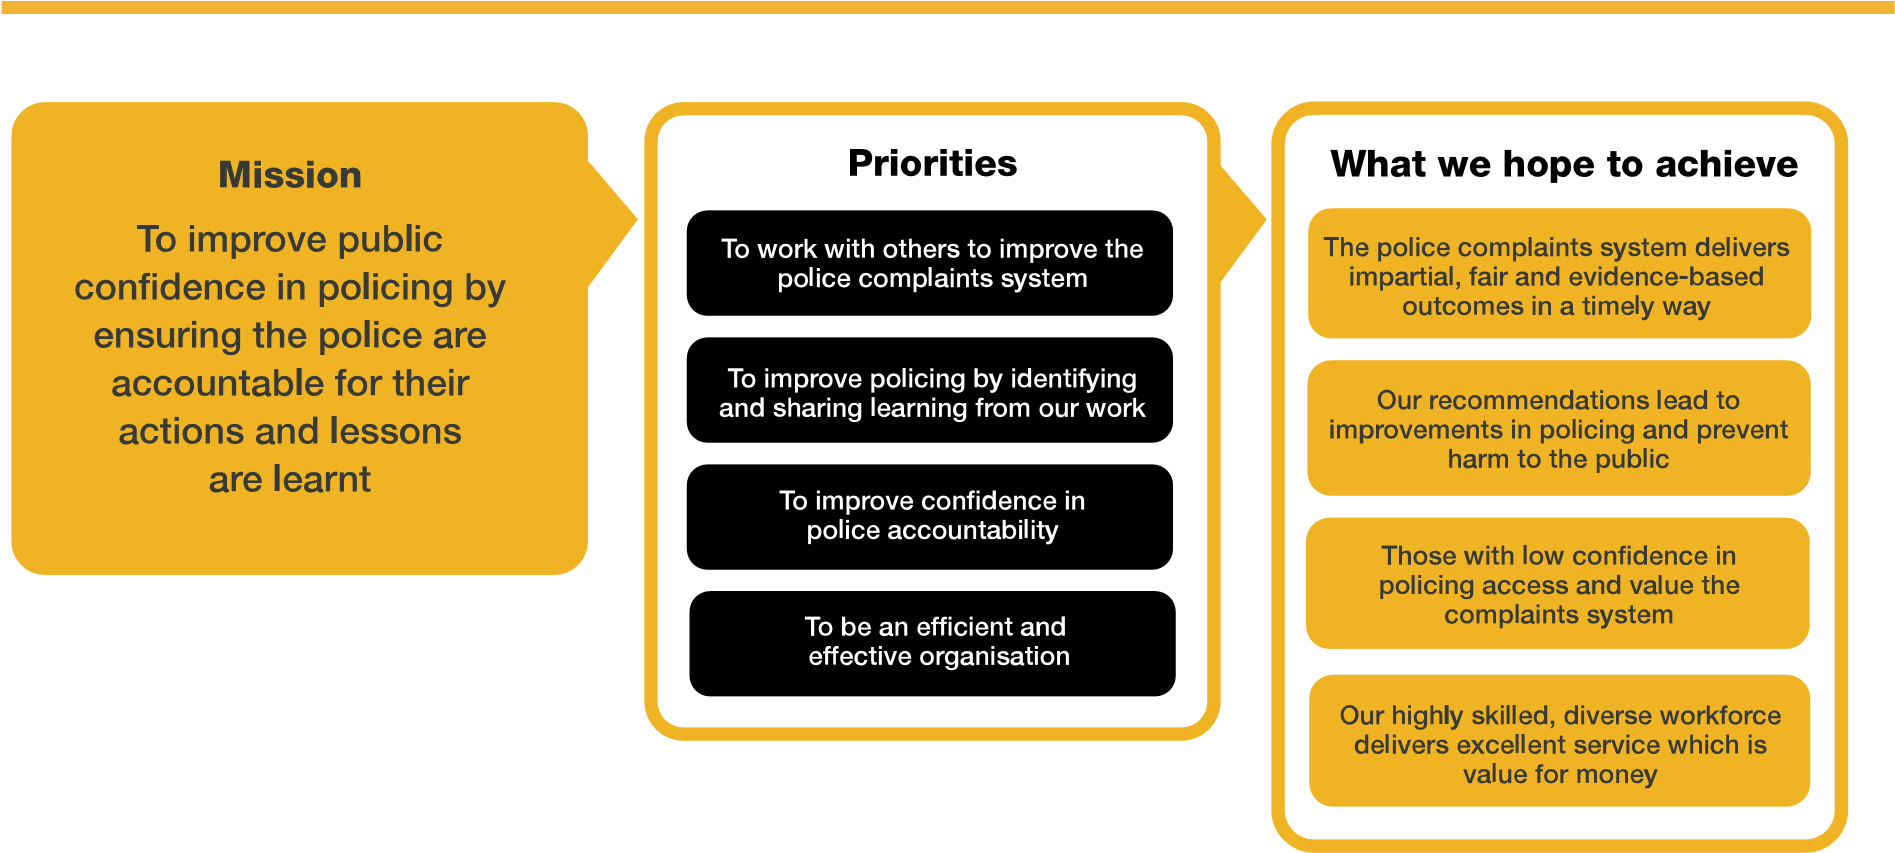 Mission
To improve public
confidence in policing by
ensuring the police are
accountable for their
actions and lessons
are learnt
Priorities
To work with others to improve the
police complaints system
To improve policing by identifying
and sharing learning from our work
To improve confidence in
police accountability
To be an efficient and
effective organisation
What we hope to achieve
The police complaints system delivers
impartial, fair and evidence-based
outcomes in a timely way
Our recommendations lead to
improvements in policing and prevent
harm to the public
Those with low confidence in
policing access and value the
complaints system
Our highly skilled, diverse workforce
delivers excellent service which is
value for money